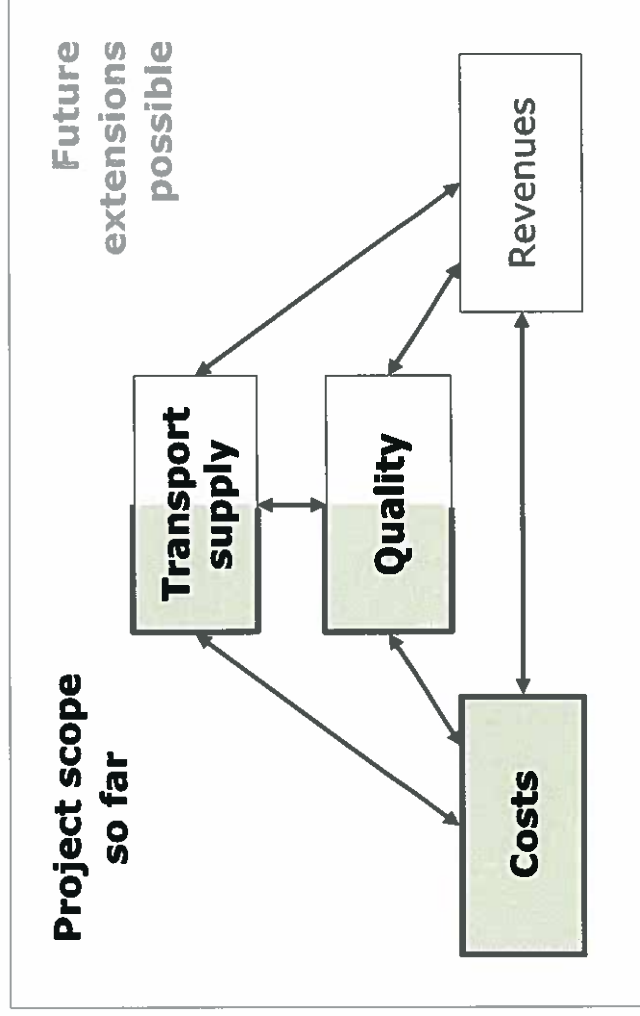 Project scope
so far
Future
extensions
possible
Transport
supply
Quality
Costs
Revenues